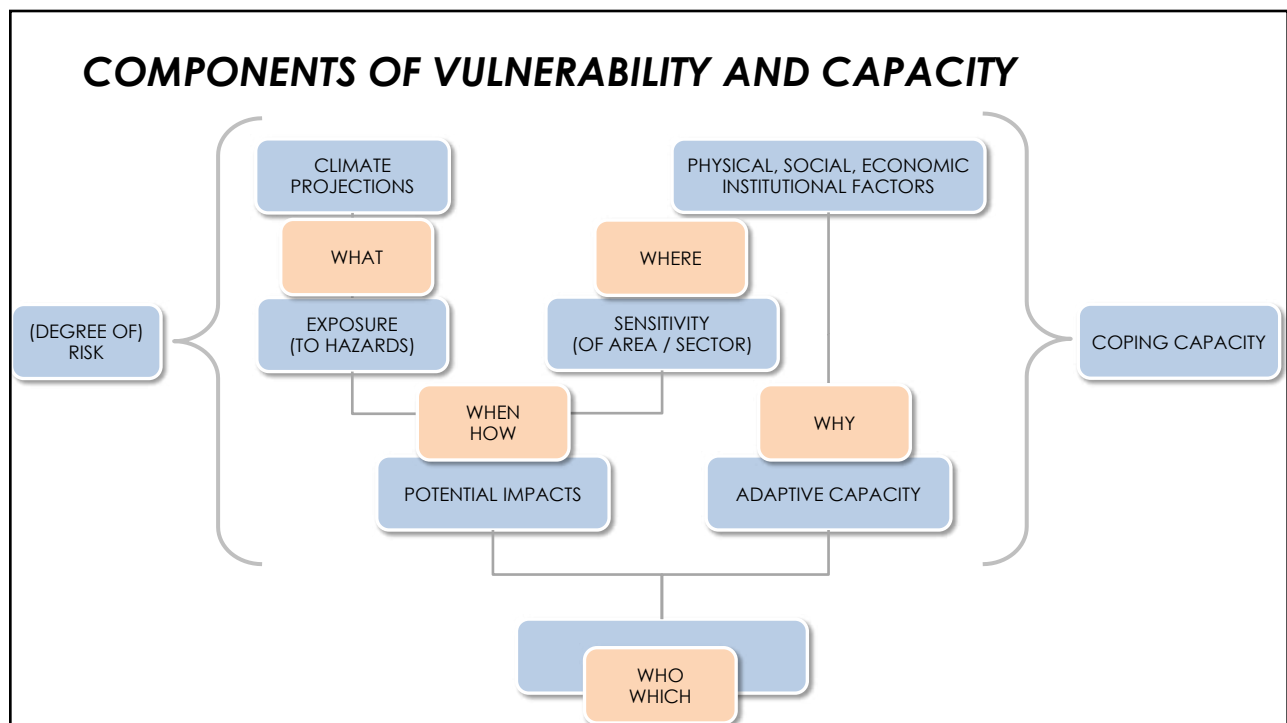 COMPONENTS OF VULNERABILITY AND CAPACITY
CLIMATE
PROJECTIONS
PHYSICAL, SOCIAL, ECONOMIC
INSTITUTIONAL FACTORS
WHAT
WHERE
(DEGREE OF)
RISK
EXPOSURE
(TO HAZARDS)
SENSITIVITY
(OF AREA / SECTOR)
COPING CAPACITY
WHEN
HOW
WHY
POTENTIAL IMPACTS
ADAPTIVE CAPACITY
WHO
WHICH